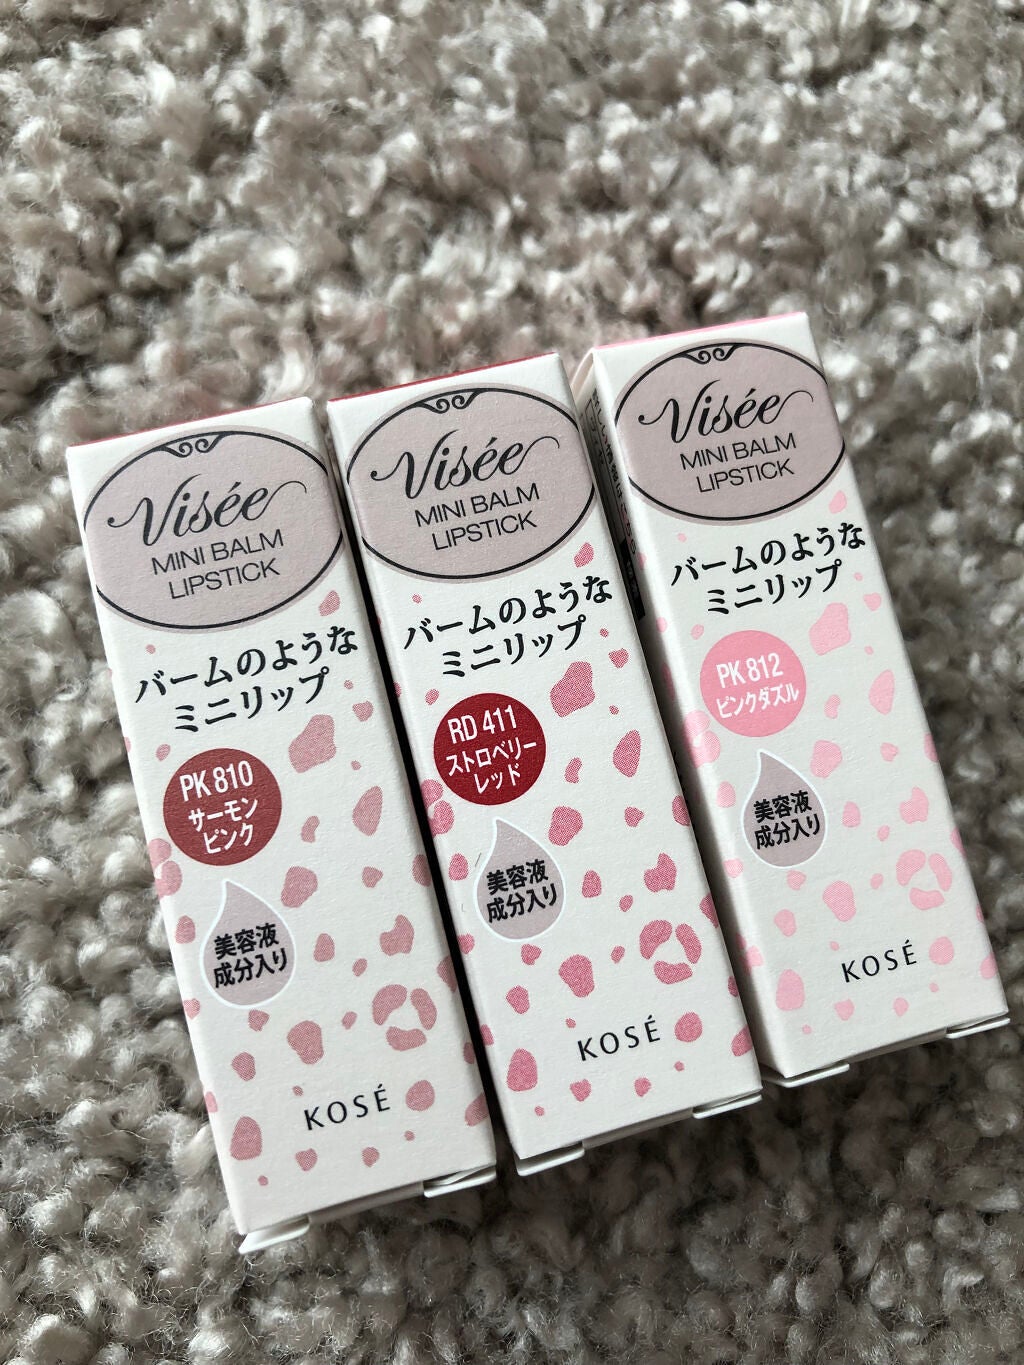 Visée
MINI BALM
LIPSTICK
バームのような
ミニリップ
PK 810
サーモン
ピンク
美容液
成分入り
KOSÉ
Visée
MINI BALM
LIPSTICK
バームのような
ミニリップ
RD 411
ストロベリー
レッド
美容液
成分入り
KOSÉ
Visée
MINI BALM
LIPSTICK
バームのような
ミニリップ
PK 812
ピンクダズル
美容液
成分入り
KOSÉ